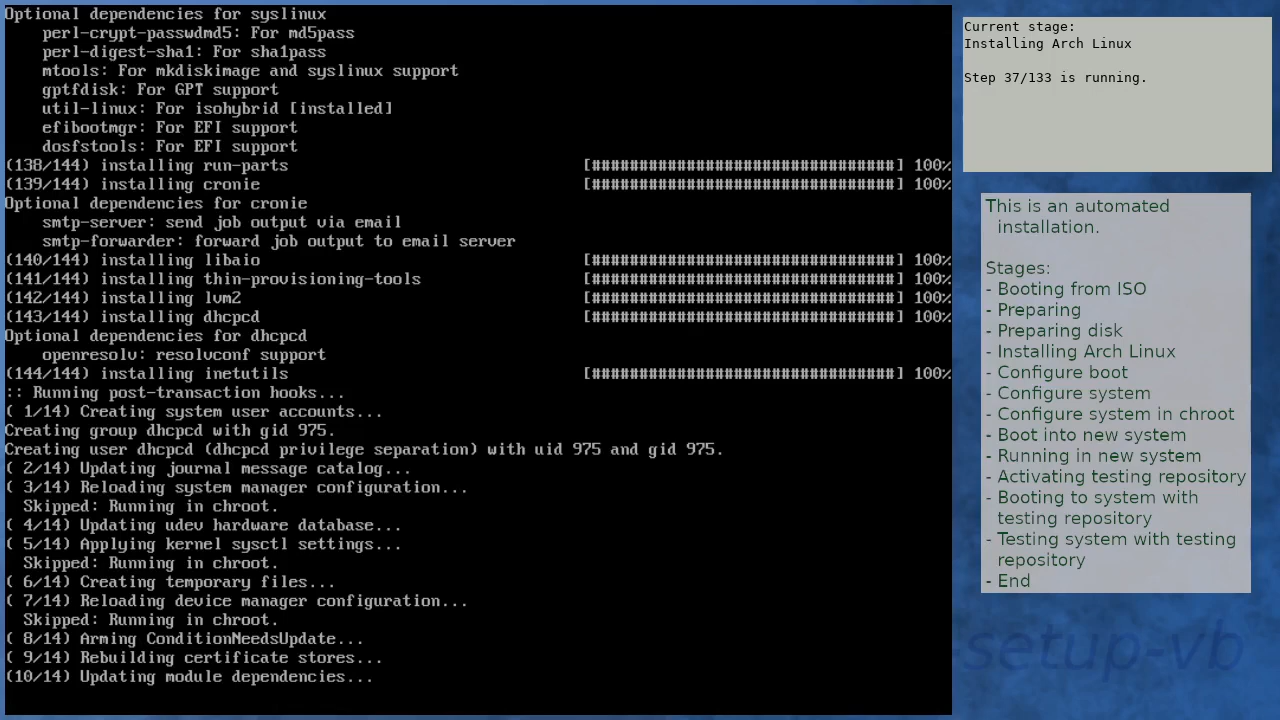 Optional dependencies for syslinux
    perl-crypt-passwdmd5: For md5pass
    perl-digest-sha1: For sha1pass
    mtools: For mkdiskimage and syslinux support
    gptfdisk: For GPT support
    util-linux: For isohybrid [installed]
    efibootmgr: For EFI support
    dosfstools: For EFI support
(138/144) installing run-parts [################################] 100%
(139/144) installing cronie [################################] 100%
Optional dependencies for cronie
    smtp-server: send job output via email
    smtp-forwarder: forward job output to email server
(140/144) installing libaio [################################] 100%
(141/144) installing thin-provisioning-tools [################################] 100%
(142/144) installing lvm2 [################################] 100%
(143/144) installing dhcpcd [################################] 100%
Optional dependencies for dhcpcd
    openresolv: resolvconf support
(144/144) installing inetutils [################################] 100%
:: Running post-transaction hooks...
( 1/14) Creating system user accounts...
Creating group dhcpcd with gid 975.
Creating user dhcpcd (dhcpcd privilege separation) with uid 975 and gid 975.
( 2/14) Updating journal message catalog...
( 3/14) Reloading system manager configuration...
  Skipped: Running in chroot.
( 4/14) Updating udev hardware database...
( 5/14) Applying kernel sysctl settings...
  Skipped: Running in chroot.
( 6/14) Creating temporary files...
( 7/14) Reloading device manager configuration...
  Skipped: Running in chroot.
( 8/14) Arming ConditionNeedsUpdate...
( 9/14) Rebuilding certificate stores...
(10/14) Updating module dependencies...
Current stage:
Installing Arch Linux
Step 37/133 is running.
This is an automated
installation.
Stages:
- Booting from ISO
- Preparing
- Preparing disk
- Installing Arch Linux
- Configure boot
- Configure system
- Configure system in chroot
- Boot into new system
- Running in new system
- Activating testing repository
- Booting to system with
testing repository
- Testing system with testing
repository
- End
-setup-vb